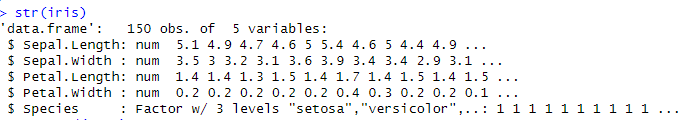 > str(iris)
'data.frame':   150 obs. of  5 variables:
 $ Sepal.Length: num  5.1 4.9 4.7 4.6 5 5.4 4.6 5 4.4 4.9 ...
 $ Sepal.Width : num  3.5 3 3.2 3.1 3.6 3.9 3.4 3.4 2.9 3.1 ...
 $ Petal.Length: num  1.4 1.4 1.3 1.5 1.4 1.7 1.4 1.5 1.4 1.5 ...
 $ Petal.Width : num  0.2 0.2 0.2 0.2 0.2 0.4 0.3 0.2 0.2 0.1 ...
 $ Species     : Factor w/ 3 levels "setosa","versicolor",..: 1 1 1 1 1 1 1 1 1 1 ...